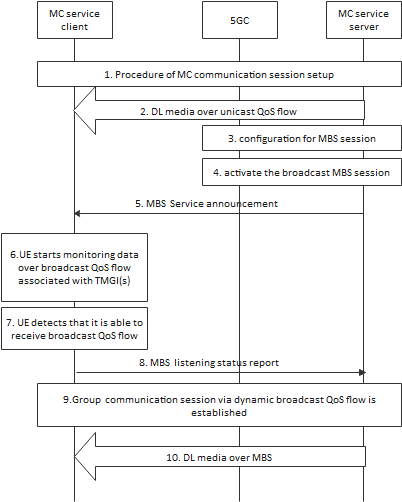 MC service
client
5GC
MC service
server
1. Procedure of MC communication session setup
2. DL media over unicast QoS flow
3. configuration for MBS session
4. activate the broadcast MBS session
5. MBS Service announcement
6.UE starts monitoring data
over broadcast QoS flow
associated with TMGI(s)
7. UE detects that it is able to
receive broadcast QoS flow
8. MBS listening status report
9.Group communication session via dynamic broadcast QoS flow is
established
10. DL media over MBS